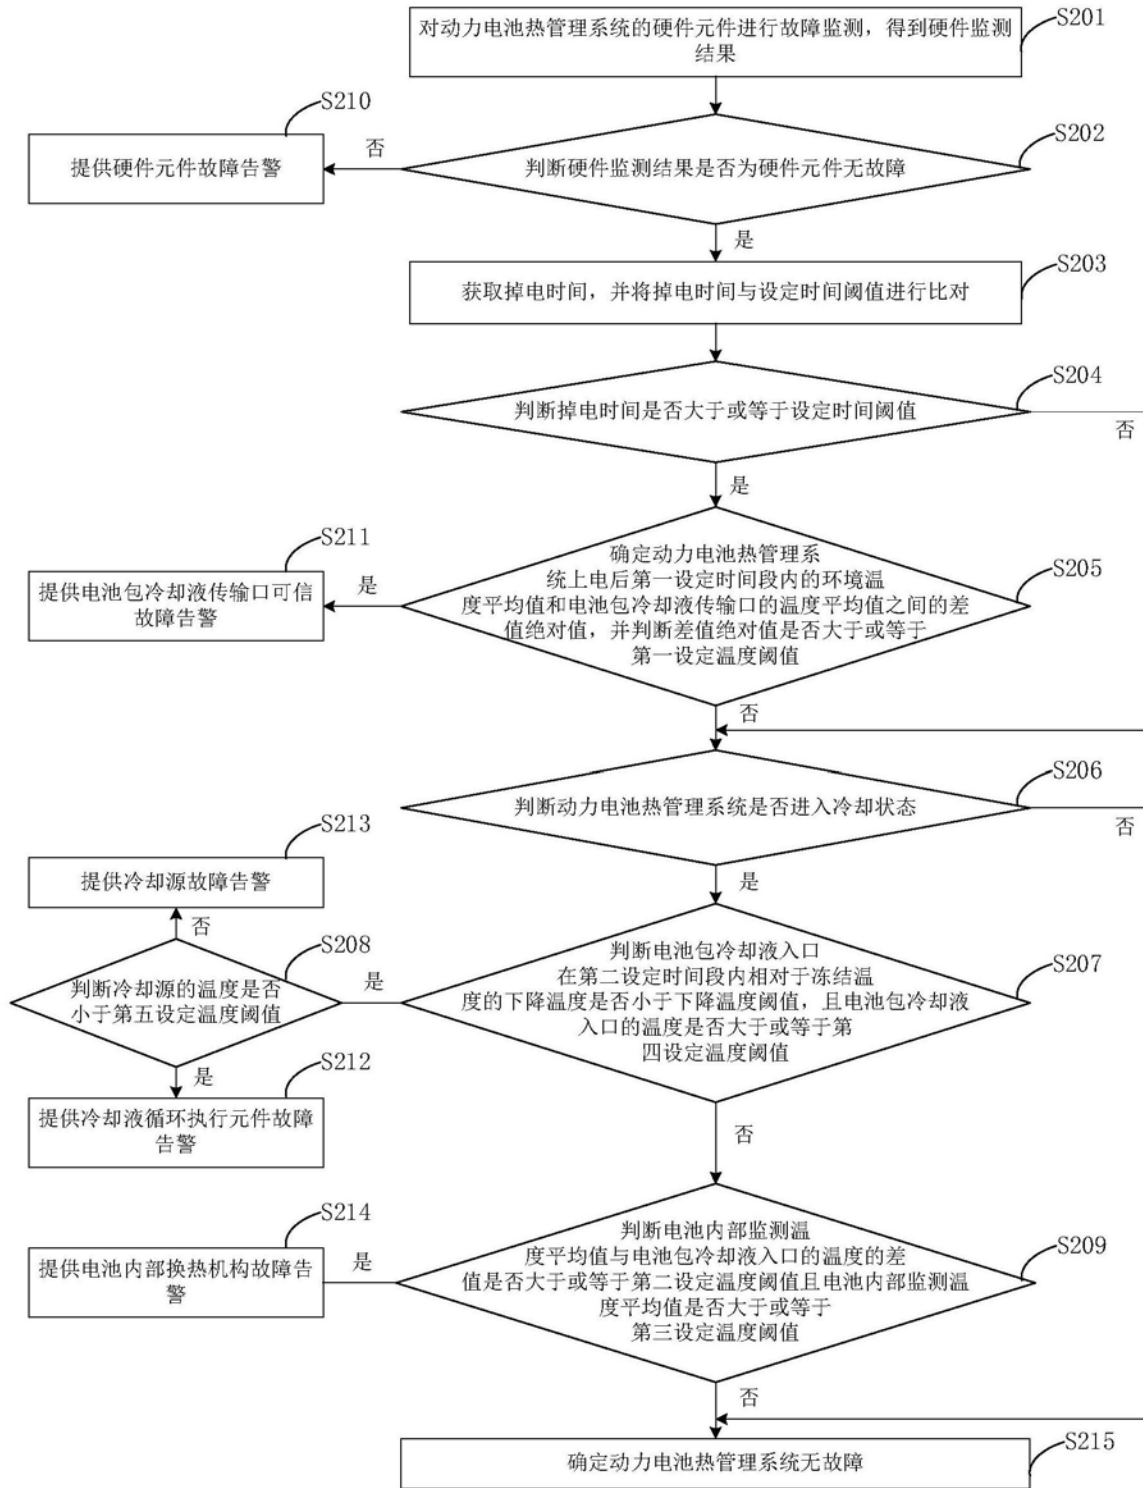 S201
对动力电池热管理系统的硬件元件进行故障监测，得到硬件监测
结果
S210
提供硬件元件故障告警
否
S202
判断硬件监测结果是否为硬件元件无故障
是
S203
获取掉电时间，并将掉电时间与设定时间阈值进行比对
S204
判断掉电时间是否大于或等于设定时间阈值
否
是
S211
提供电池包冷却液传输口可信
故障告警
是
S205
确定动力电池热管理系
统上电后第一设定时间段内的环境温
度平均值和电池包冷却液传输口的温度平均值之间的差
值绝对值，并判断差值绝对值是否大于或等于
第一设定温度阈值
否
S206
判断动力电池热管理系统是否进入冷却状态
否
是
S213
提供冷却源故障告警
否
S208
判断冷却源的温度是否
小于第五设定温度阈值
是
S207
判断电池包冷却液入口
在第二设定时间段内相对于冻结温
度的下降温度是否小于下降温度阈值，且电池包冷却液
入口的温度是否大于或等于第
四设定温度阈值
是
S212
提供冷却液循环执行元件故障
告警
否
S214
提供电池内部换热机构故障告
警
是
S209
判断电池内部监测温
度平均值与电池包冷却液入口的温度的差
值是否大于或等于第二设定温度阈值且电池内部监测温
度平均值是否大于或等于
第三设定温度阈值
否
S215
确定动力电池热管理系统无故障